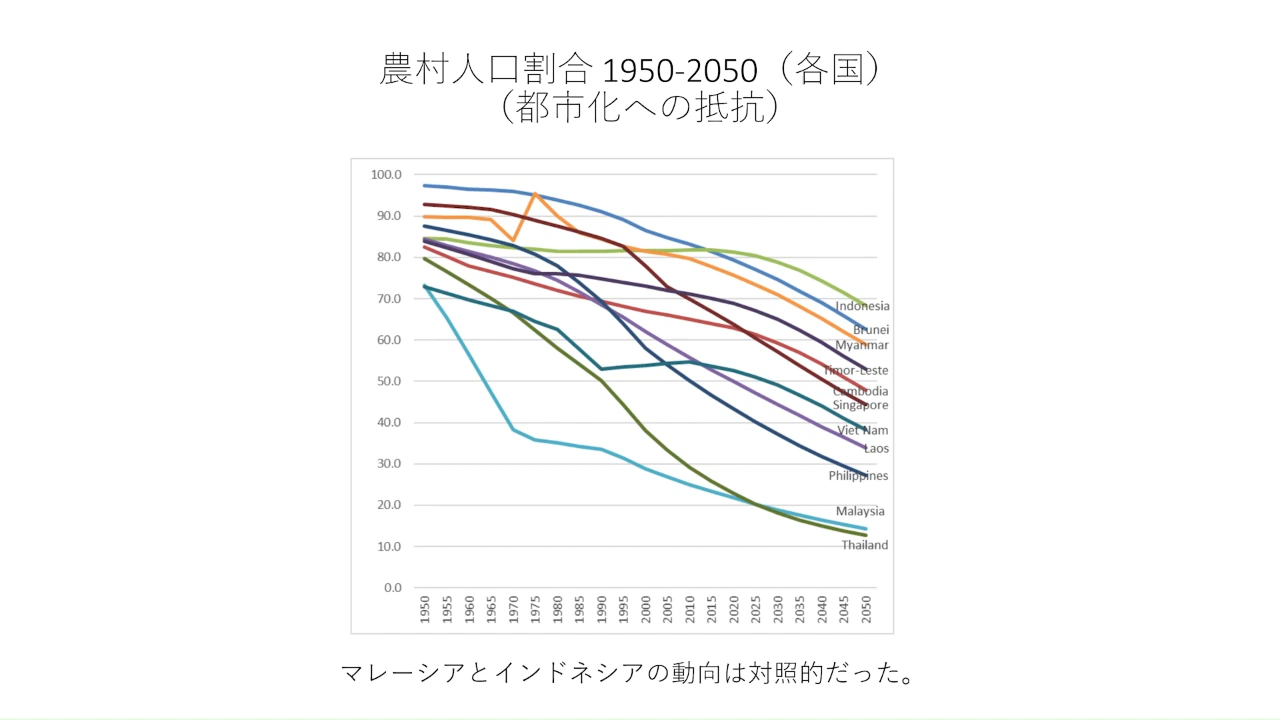 農村人口割合 1950-2050（各国）
（都市化への抵抗）
100.0
90.0
80.0
70.0
60.0
50.0
40.0
30.0
20.0
10.0
0.0
Indonesia
Brunei
Myanmar
Timor-Leste
Cambodia
Singapore
Viet Nam
Laos
Philippines
Malaysia
Thailand
1950 1955 1960 1965 1970 1975 1980 1985 1990 1995 2000 2005 2010 2015 2020 2025 2030 2035 2040 2045 2050
マレーシアとインドネシアの動向は対照的だった。